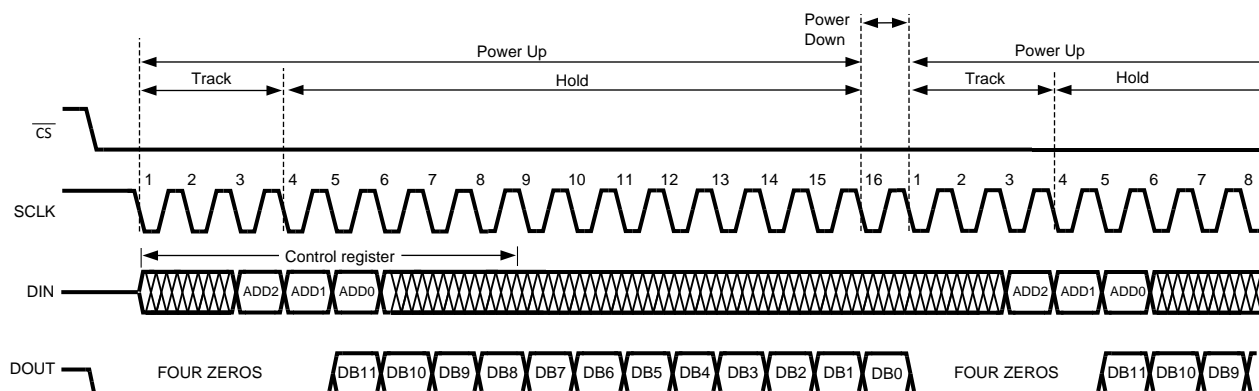 Power Up
Power
Down
Power Up
Track
Hold
Track
Hold
CS
1 2 3 4 5 6 7 8 9 10 11 12 13 14 15 16 1 2 3 4 5 6 7 8
SCLK
Control register
DIN
ADD2 ADD1 ADD0 ADD2 ADD1 ADD0
DOUT
FOUR ZEROS DB11 DB10 DB9 DB8 DB7 DB6 DB5 DB4 DB3 DB2 DB1 DB0 FOUR ZEROS DB11 DB10 DB9